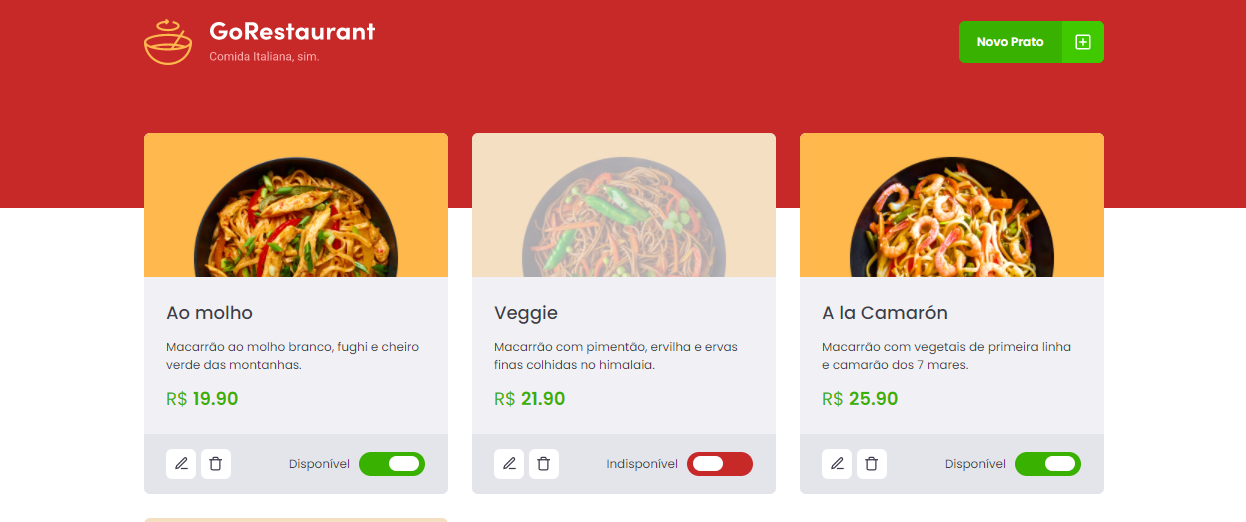 GoRestaurant
Comida Italiana, sim.
Novo Prato
Ao molho
Macarrão ao molho branco, fughi e cheiro
verde das montanhas.
R$ 19.90
Disponível
Veggie
Macarrão com pimentão, ervilha e ervas
finas colhidas no himalaia.
R$ 21.90
Indisponível
A la Camarón
Macarrão com vegetais de primeira linha
e camarão dos 7 mares.
R$ 25.90
Disponível